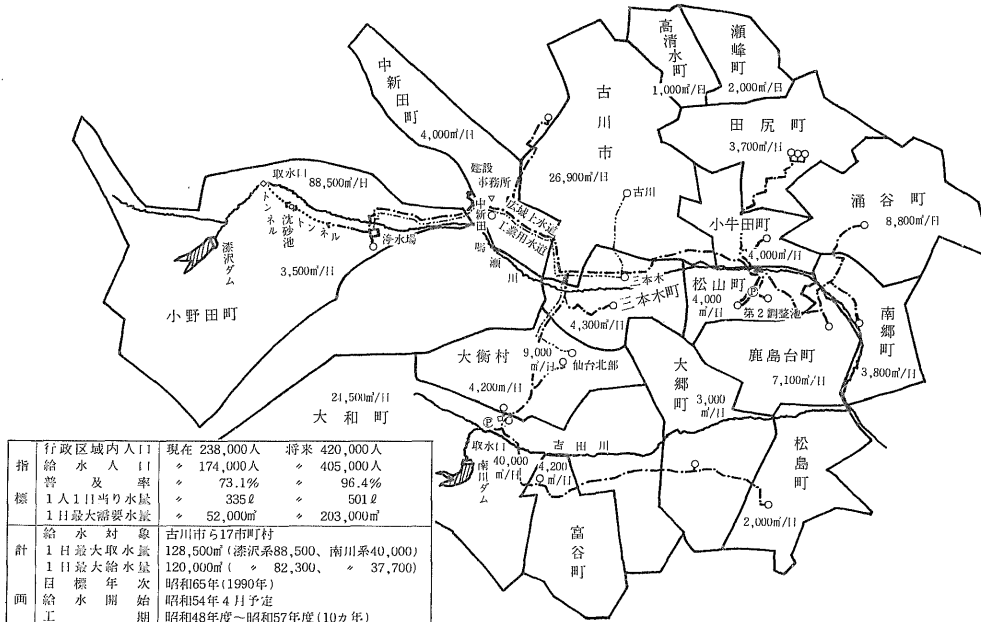 高清水町
1,000㎥/日
瀬峰町
2,000㎥/日
中新田町
4,000㎥/日
古川市
26,900㎥/日
田尻町
3,700㎥/日
涌谷町
8,800㎥/日
取水口
88,500㎥/日
トンネル
沈砂池
トンネル
漆沢ダム
3,500㎥/日
浄水場
小野田町
建設
事務所
中新田
広域上水道
工業用水道
鳴瀬川
古川
小牛田町
4,000㎥/日
三本木
三本木町
4,300㎥/日
松山町
4,000
㎥/日
Ⓟ
第2調整池
南郷町
3,800㎥/日
鹿島台町
7,100㎥/日
大衡村
9,000
㎥/日
仙台北部
4,200㎥/日
大郷町
3,000
㎥/日
24,500㎥/日
大和町
Ⓟ
取水口
40,000
㎥/日
南川ダム
吉田川
4,200
㎥/日
富谷町
松島町
2,000㎥/日
指標
行政区域内人口 現在 238,000人 将来 420,000人
給水人口 〃 174,000人 〃 405,000人
普及率 〃 73.1% 〃 96.4%
1人1日当り水量 〃 335ℓ 〃 501ℓ
1日最大需要水量 〃 52,000㎥ 〃 203,000㎥
計画
給水対象 古川市ら17市町村
1日最大取水量 128,500㎥(漆沢系88,500、南川系40,000)
1日最大給水量 120,000㎥( 〃 82,300、 〃 37,700)
目標年次 昭和65年(1990年)
給水開始 昭和54年4月予定
工期 昭和48年度~昭和57年度(10ヵ年)